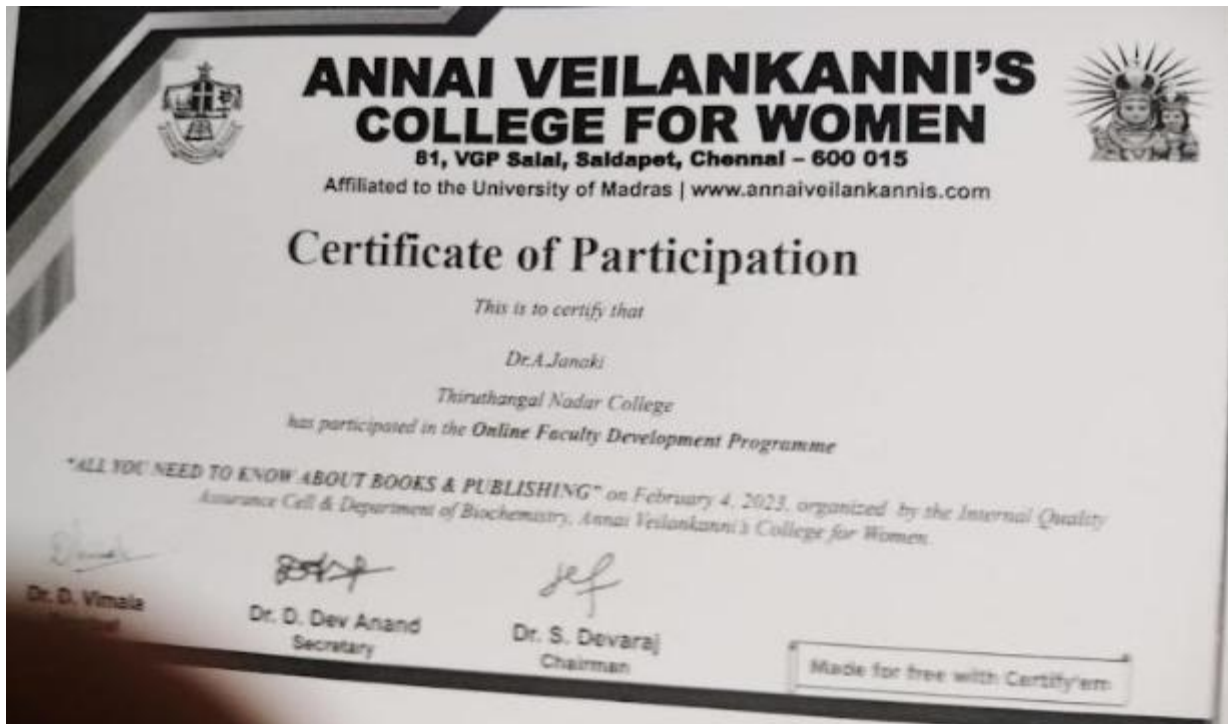 ANNAI VEILANKANNI'S
COLLEGE FOR WOMEN
81, VGP Salai, Saidapet, Chennai – 600 015
Affiliated to the University of Madras | www.annaiveilankannis.com
Certificate of Participation
This is to certify that
Dr.A.Janaki
Thiruthangal Nadar College
has participated in the Online Faculty Development Programme
"ALL YOU NEED TO KNOW ABOUT BOOKS & PUBLISHING" on February 4, 2023, organized by the Internal Quality
Assurance Cell & Department of Biochemistry, Annai Veilankanni's College for Women.
Dr. D. Vimala
Dr. D. Dev Anand
Secretary
Dr. S. Devaraj
Chairman
Made for free with Certify'em